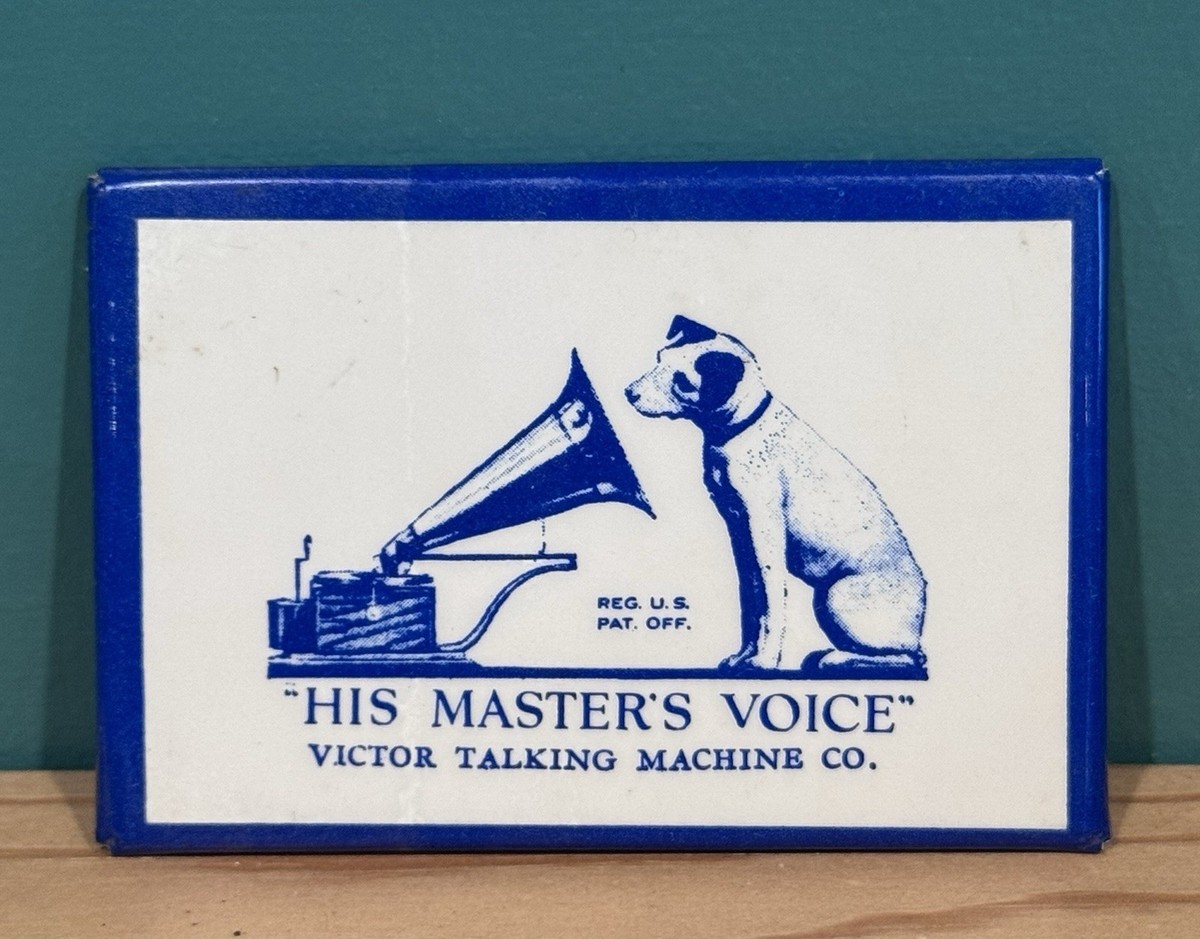 REG. U.S.
PAT. OFF.
“HIS MASTER'S VOICE”
VICTOR TALKING MACHINE CO.